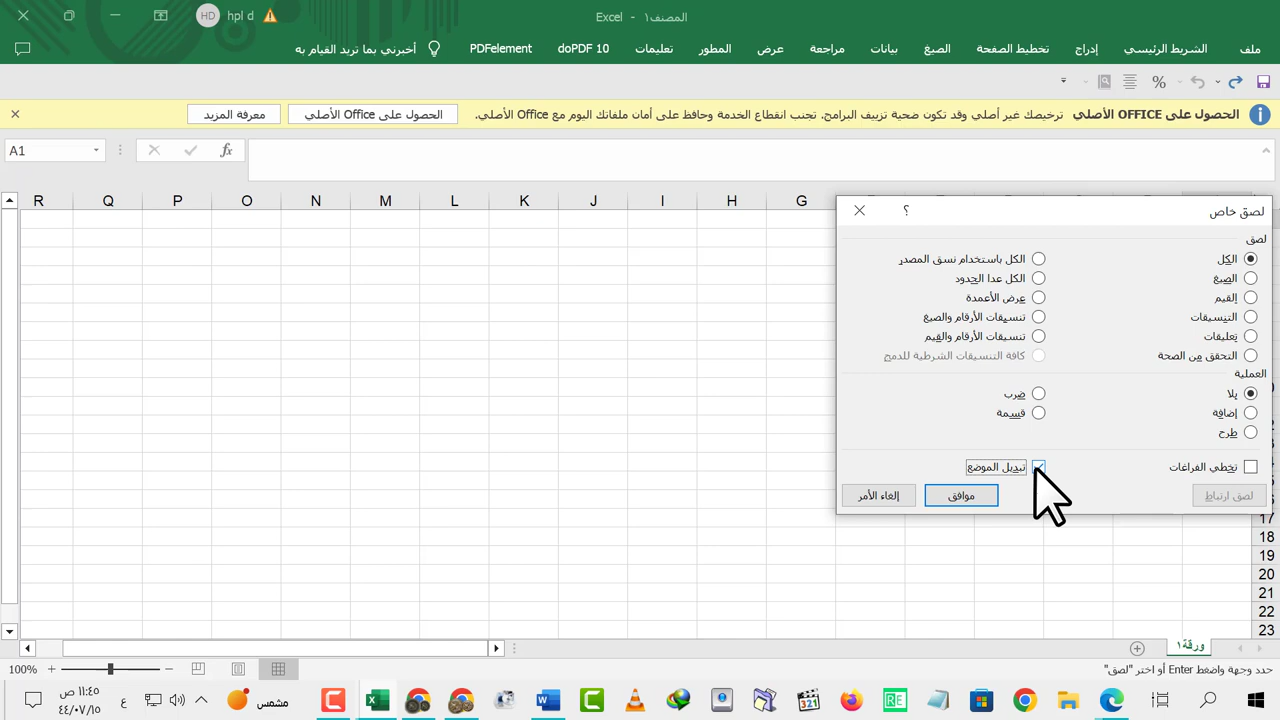 المصنف١ - Excel
hpl d
HD
ملف
الشريط الرئيسي
إدراج
تخطيط الصفحة
الصيغ
بيانات
مراجعة
عرض
المطور
تعليمات
doPDF 10
PDFelement
أخبرني بما تريد القيام به
الحصول على OFFICE الأصلي ترخيصك غير أصلي وقد تكون ضحية تزييف البرامج. تجنب انقطاع الخدمة وحافظ على أمان ملفاتك اليوم مع Office الأصلي.
الحصول على Office الأصلي
معرفة المزيد
A1
fx
R Q P O N M L K J I H G
لصق خاص
لصق
الكل
الكل باستخدام نسق المصدر
الصيغ
الكل عدا الحدود
القيم
عرض الأعمدة
التنسيقات
تنسيقات الأرقام والصيغ
تعليقات
تنسيقات الأرقام والقيم
التحقق من الصحة
كافة التنسيقات الشرطية للدمج
العملية
بلا
ضرب
إضافة
قسمة
طرح
تخطي الفراغات
تبديل الموضع
لصق ارتباط
موافق
إلغاء الأمر
17
18
19
20
21
22
23
ورقة١
حدد وجهة واضغط Enter أو اختر "لصق"
100%
مشمس
ع
١١:٤٥ ص
٤٤/٠٧/١٥